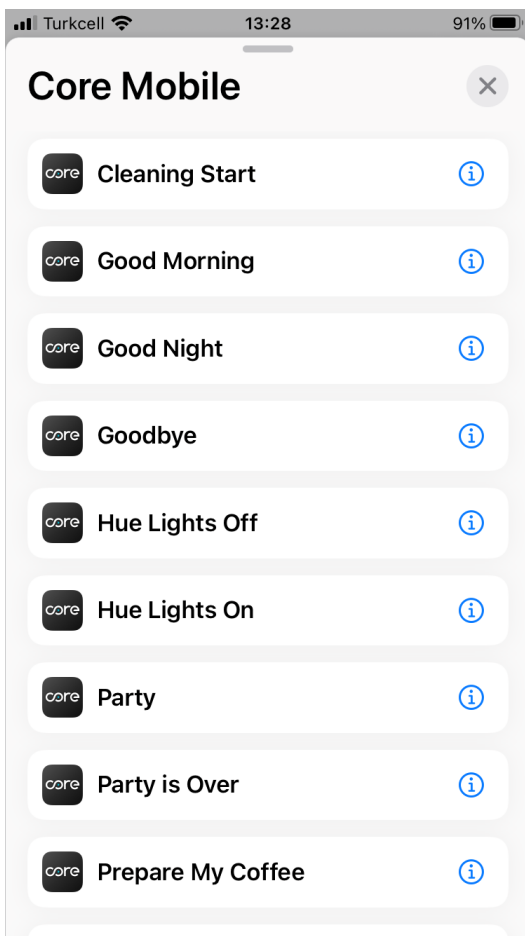 Turkcell 13:28 91%
Core Mobile
core Cleaning Start
core Good Morning
core Good Night
core Goodbye
core Hue Lights Off
core Hue Lights On
core Party
core Party is Over
core Prepare My Coffee